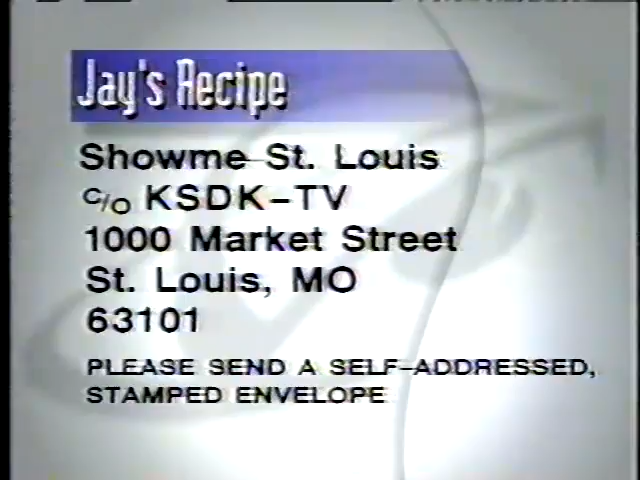 Jay's Recipe
Showme St. Louis
c/o KSDK-TV
1000 Market Street
St. Louis, MO
63101
PLEASE SEND A SELF-ADDRESSED,
STAMPED ENVELOPE